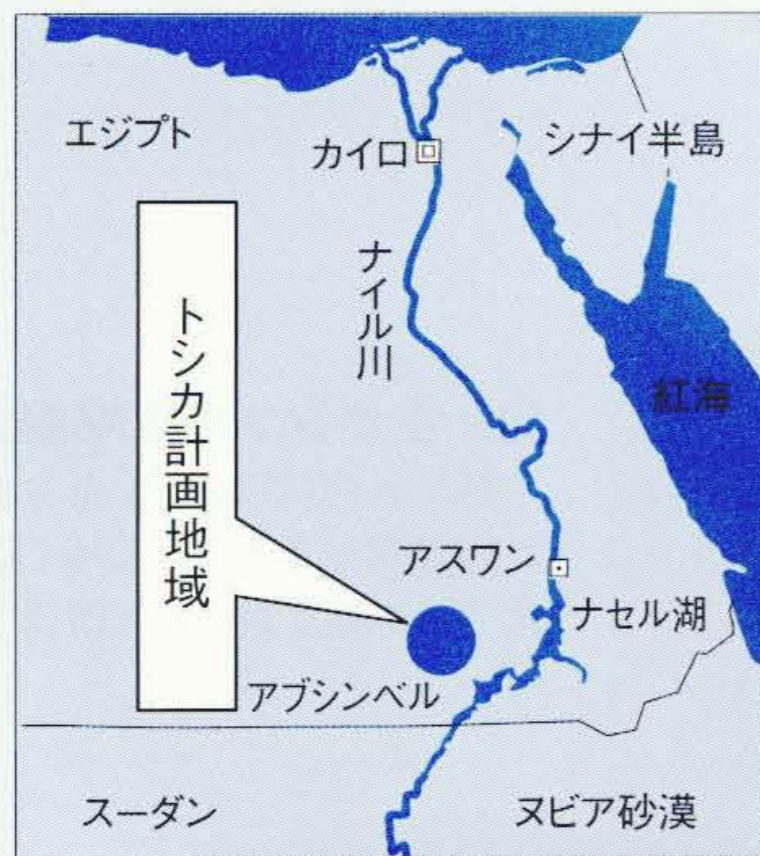 エジプト
カイロ
シナイ半島
ナイル川
トシカ計画地域
紅海
アスワン
ナセル湖
アブシンベル
スーダン
ヌビア砂漠